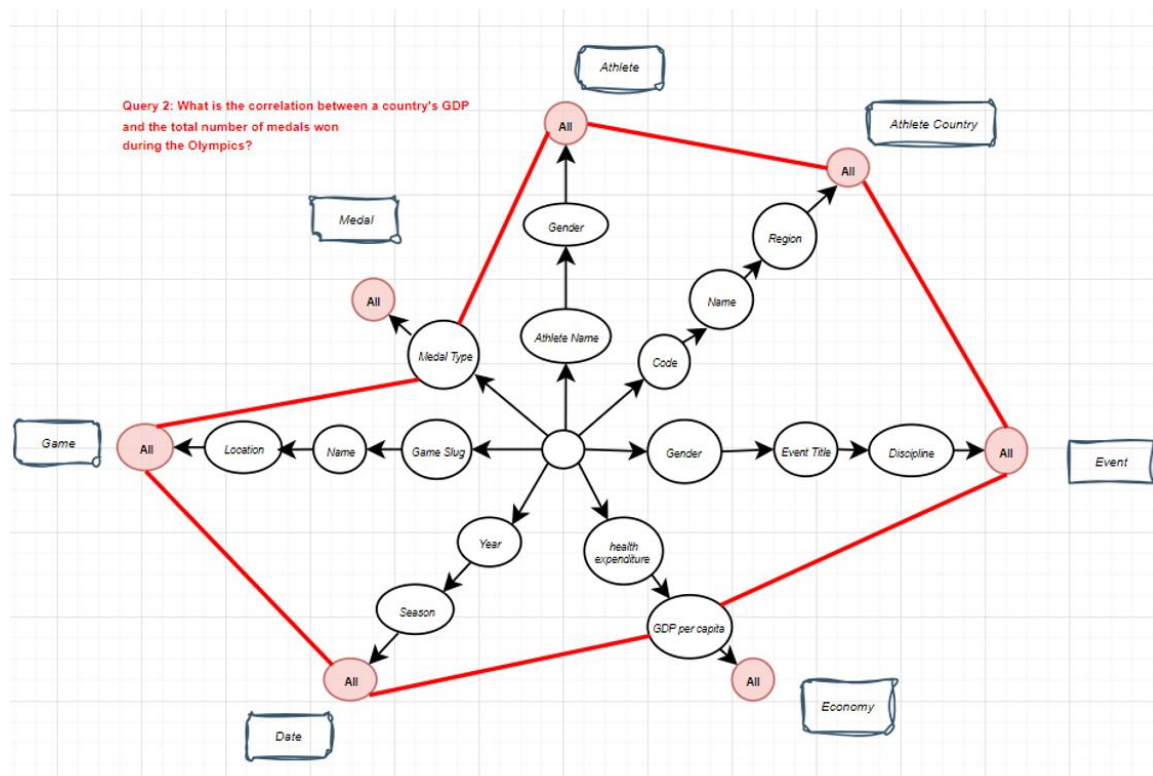 Athlete
Query 2: What is the correlation between a country's GDP
and the total number of medals won
during the Olympics?
All
Athlete Country
All
Medal
Gender
Region
All
Name
Medal Type
Athlete Name
Code
Game
All
Location
Name
Game Slug
Gender
Event Title
Discipline
All
Event
Year
health
expenditure
Season
GDP per capita
All
All
Date
Economy